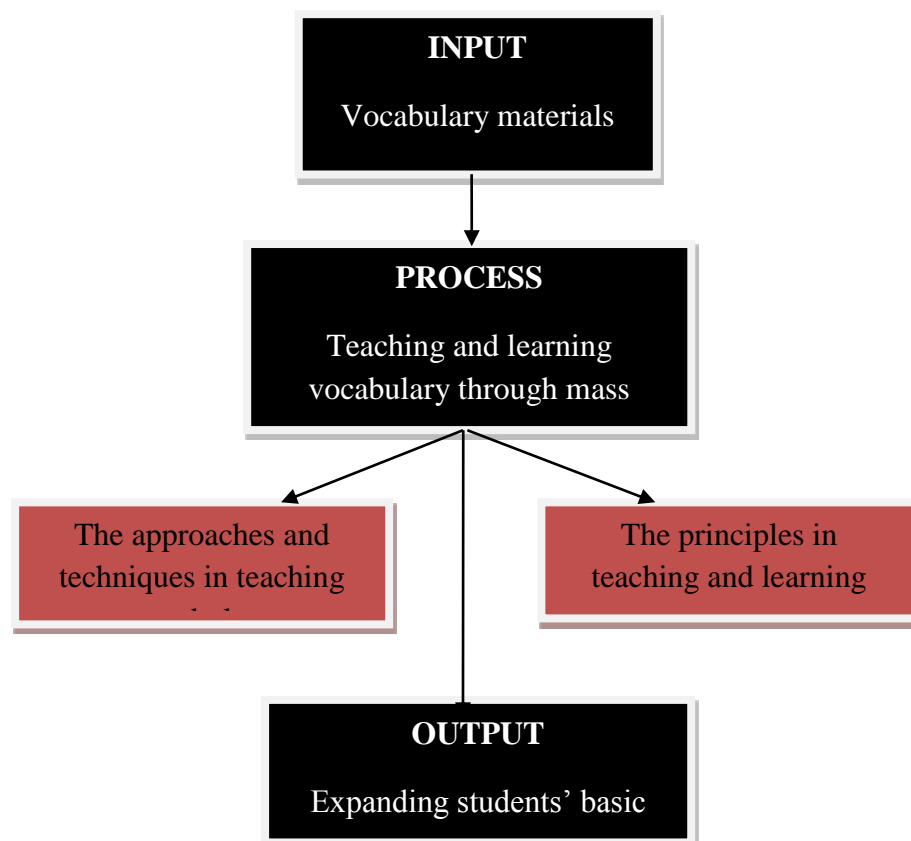 INPUT
Vocabulary materials
PROCESS
Teaching and learning
vocabulary through mass
The approaches and
techniques in teaching
The principles in
teaching and learning
OUTPUT
Expanding students’ basic